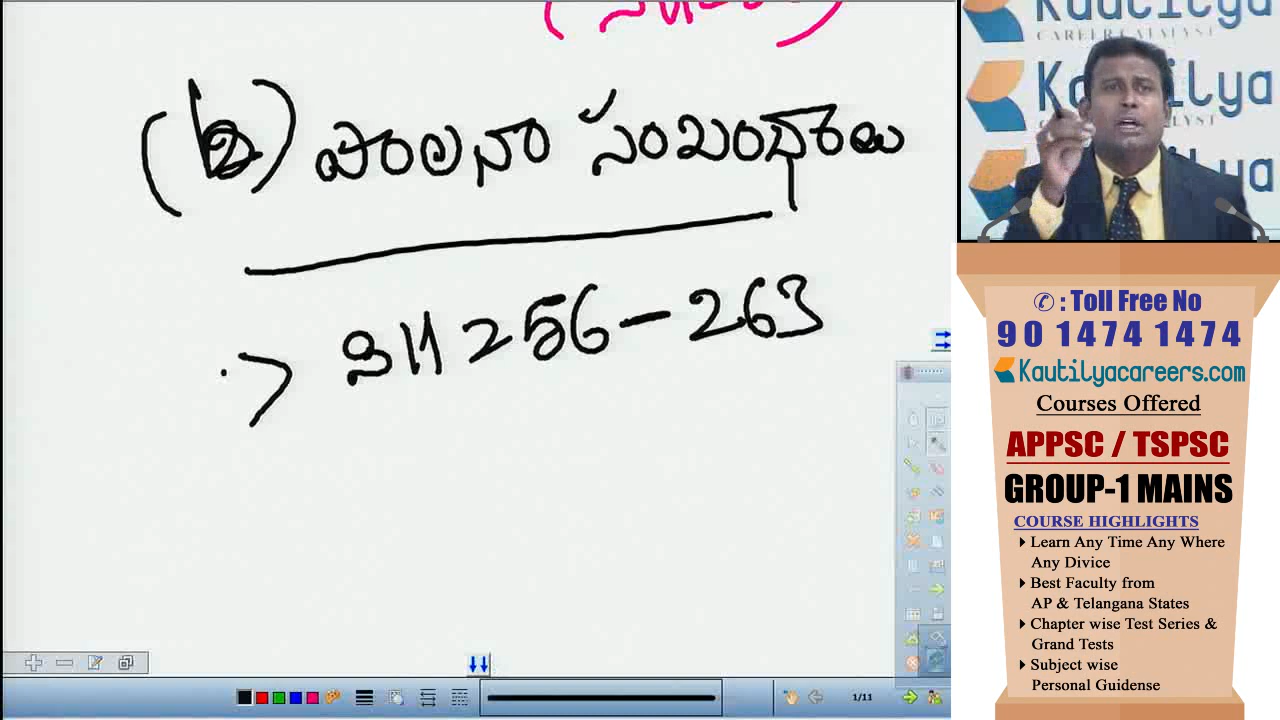 (b) పాలనా సంబంధాలు
256-263
1/11
Kautilya
CAREER CATALYST
Kautilya
✆ : Toll Free No
90 1474 1474
Kautilyacareers.com
Courses Offered
APPSC / TSPSC
GROUP-1 MAINS
COURSE HIGHLIGHTS
Learn Any Time Any Where
Any Divice
Best Faculty from
AP & Telangana States
Chapter wise Test Series &
Grand Tests
Subject wise
Personal Guidense